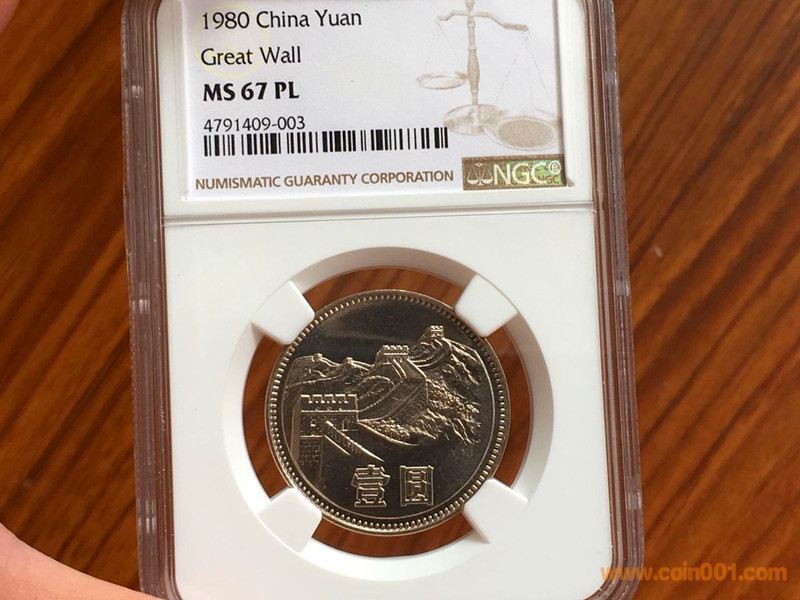 1980 China Yuan
Great Wall
MS 67 PL
4791409-003
NUMISMATIC GUARANTY CORPORATION
NGC®
NGC
壹圆
www.coin001.com